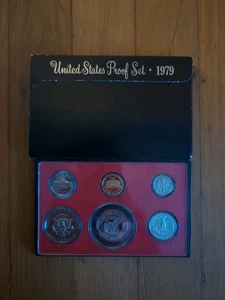 United States Proof Set · 1979